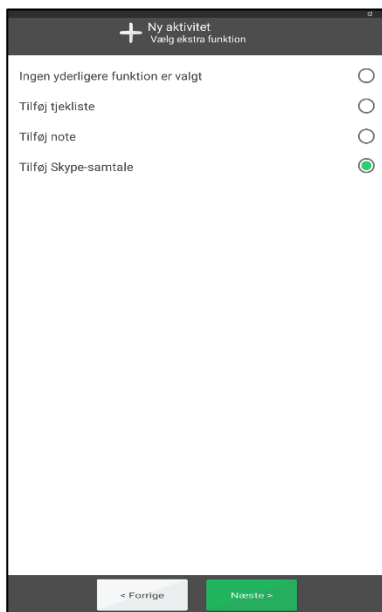 Ny aktivitet
Vælg ekstra funktion
Ingen yderligere funktion er valgt
Tilføj tjekliste
Tilføj note
Tilføj Skype-samtale
< Forrige
Næste >